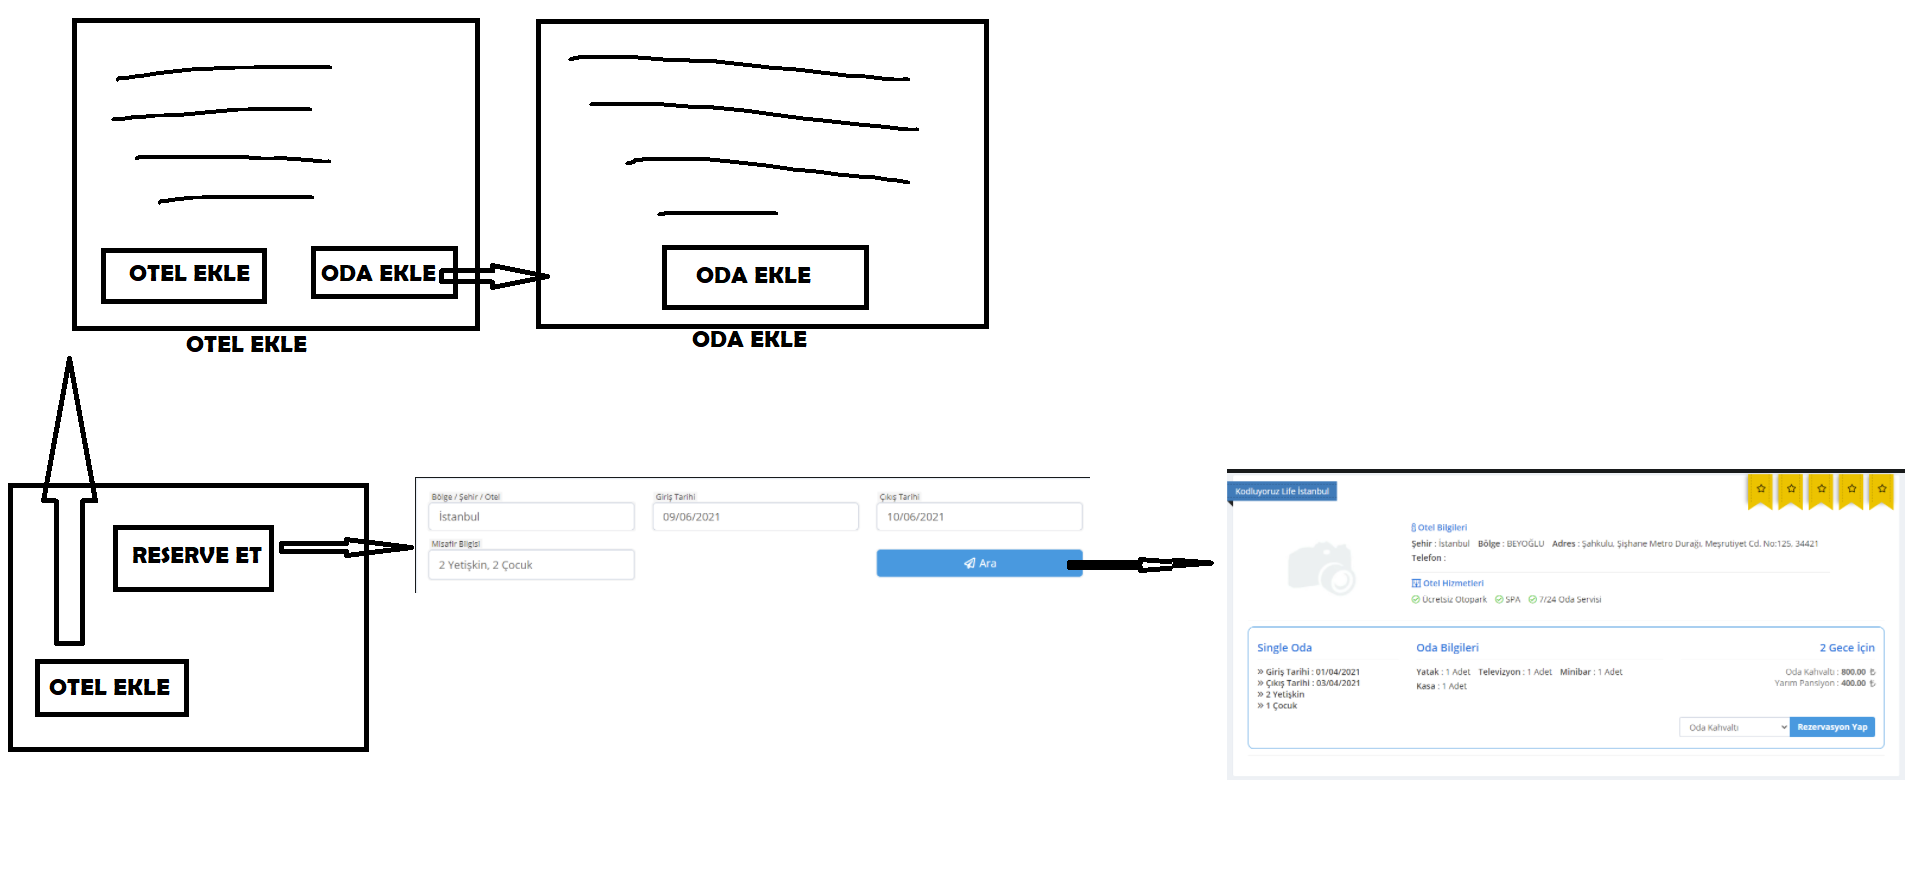 OTEL EKLE
ODA EKLE
OTEL EKLE
ODA EKLE
ODA EKLE
RESERVE ET
OTEL EKLE
Bölge / Şehir / Otel
İstanbul
Giriş Tarihi
09/06/2021
Çıkış Tarihi
10/06/2021
Misafir Bilgisi
2 Yetişkin, 2 Çocuk
Ara
Kodluyoruz Life İstanbul
Otel Bilgileri
Şehir : İstanbul Bölge : BEYOĞLU Adres : Şahkulu, Şişhane Metro Durağı, Meşrutiyet Cd. No:125, 34421
Telefon :
Otel Hizmetleri
Ücretsiz Otopark SPA 7/24 Oda Servisi
Single Oda
» Giriş Tarihi : 01/04/2021
» Çıkış Tarihi : 03/04/2021
» 2 Yetişkin
» 1 Çocuk
Oda Bilgileri
Yatak : 1 Adet Televizyon : 1 Adet Minibar : 1 Adet
Kasa : 1 Adet
2 Gece İçin
Oda Kahvaltı : 800.00 ₺
Yarım Pansiyon : 400.00 ₺
Oda Kahvaltı
Rezervasyon Yap